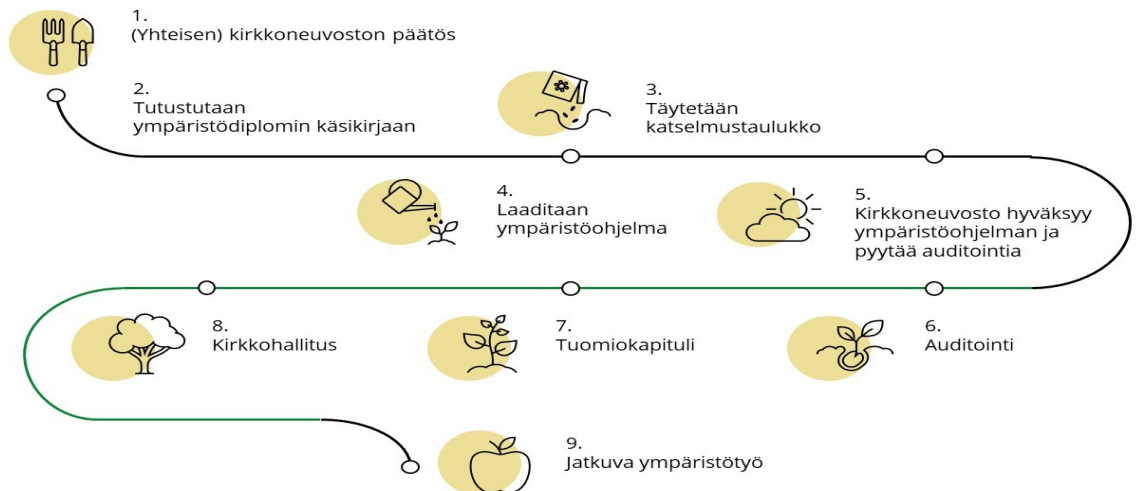 1.
(Yhteisen) kirkkoneuvoston päätös
2.
Tutustutaan
ympäristödiplomin käsikirjaan
3.
Täytetään
katselmustaulukko
4.
Laaditaan
ympäristöohjelma
5.
Kirkkoneuvosto hyväksyy
ympäristöohjelman ja
pyytää auditointia
6.
Auditointi
7.
Tuomiokapituli
8.
Kirkkohallitus
9.
Jatkuva ympäristötyö